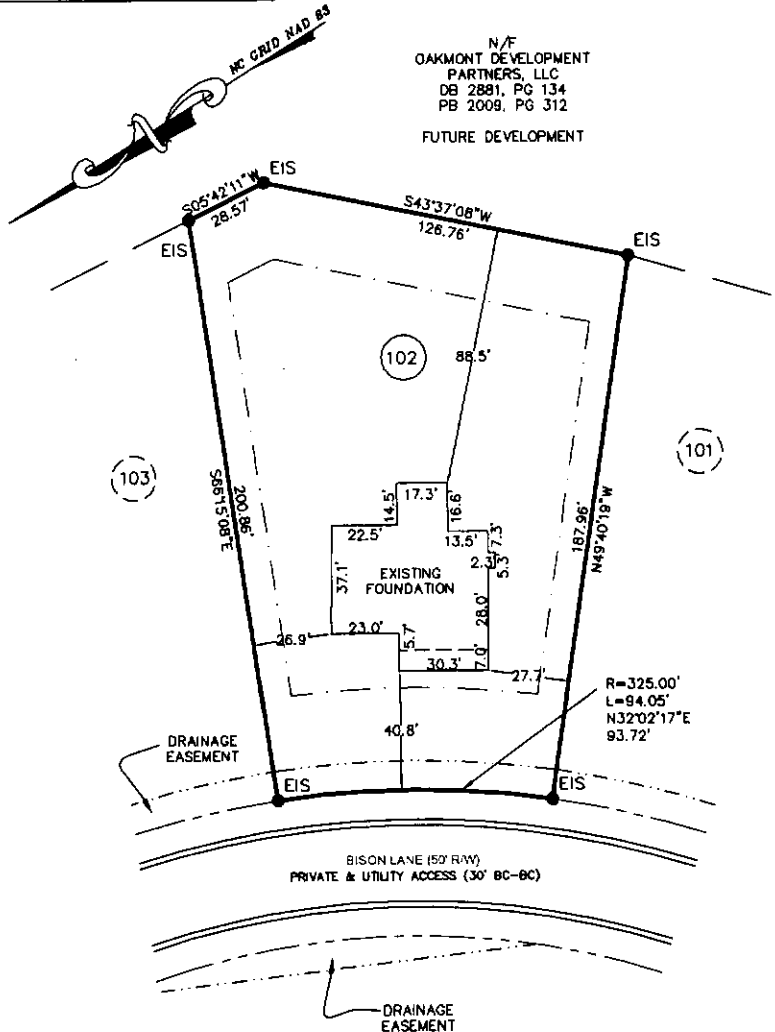 NC GRID NAD 83
N/F
OAKMONT DEVELOPMENT
PARTNERS, LLC
DB 2881, PG 134
PB 2009, PG 312
FUTURE DEVELOPMENT
EIS
S05°42'11"W
28.57'
EIS
S43°37'08"W
126.76'
EIS
102
88.5'
103
101
S66°15'08"E
200.86'
N49°40'19"W
187.96'
17.3'
14.5'
16.6'
22.5'
13.5'
7.3'
2.3'
5.3'
37.1'
EXISTING
FOUNDATION
28.0'
23.0'
5.7'
26.9'
30.3'
7.0'
27.7'
R=325.00'
L=94.05'
N32°02'17"E
93.72'
40.8'
DRAINAGE
EASEMENT
EIS
EIS
BISON LANE (50' R/W)
PRIVATE & UTILITY ACCESS (30' BC-BC)
DRAINAGE
EASEMENT